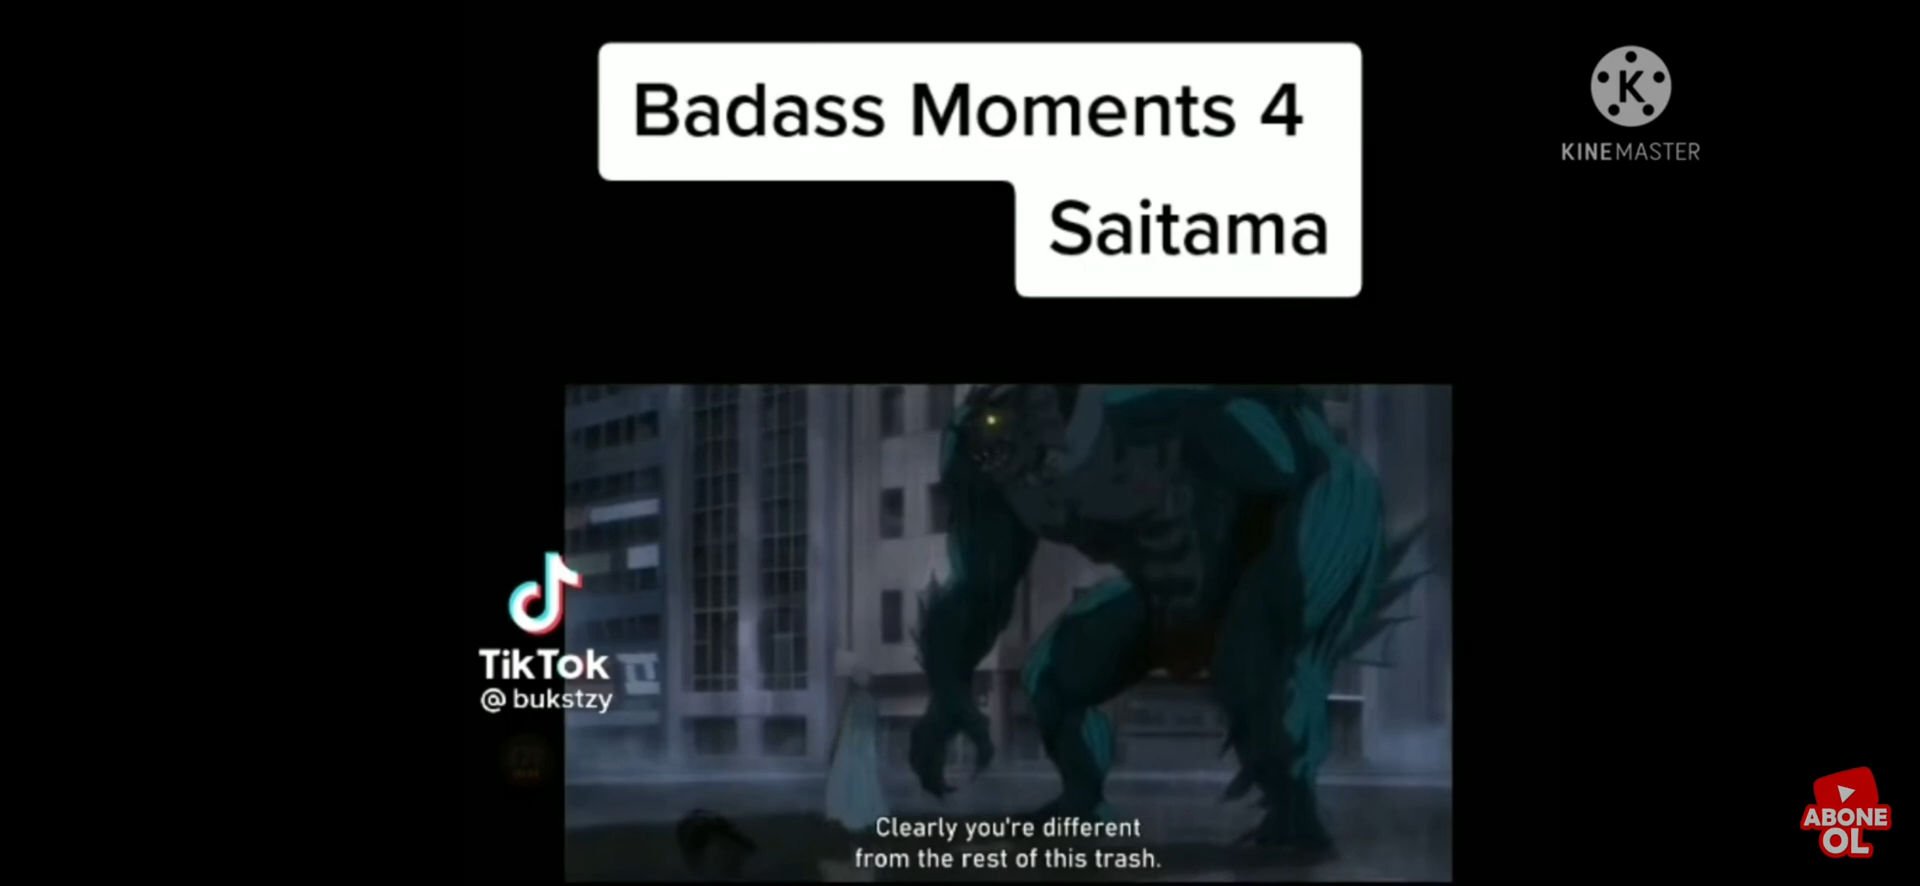 Badass Moments 4
Saitama
K
KINEMASTER
TikTok
@bukstzy
Clearly you're different
from the rest of this trash.
ABONE
OL